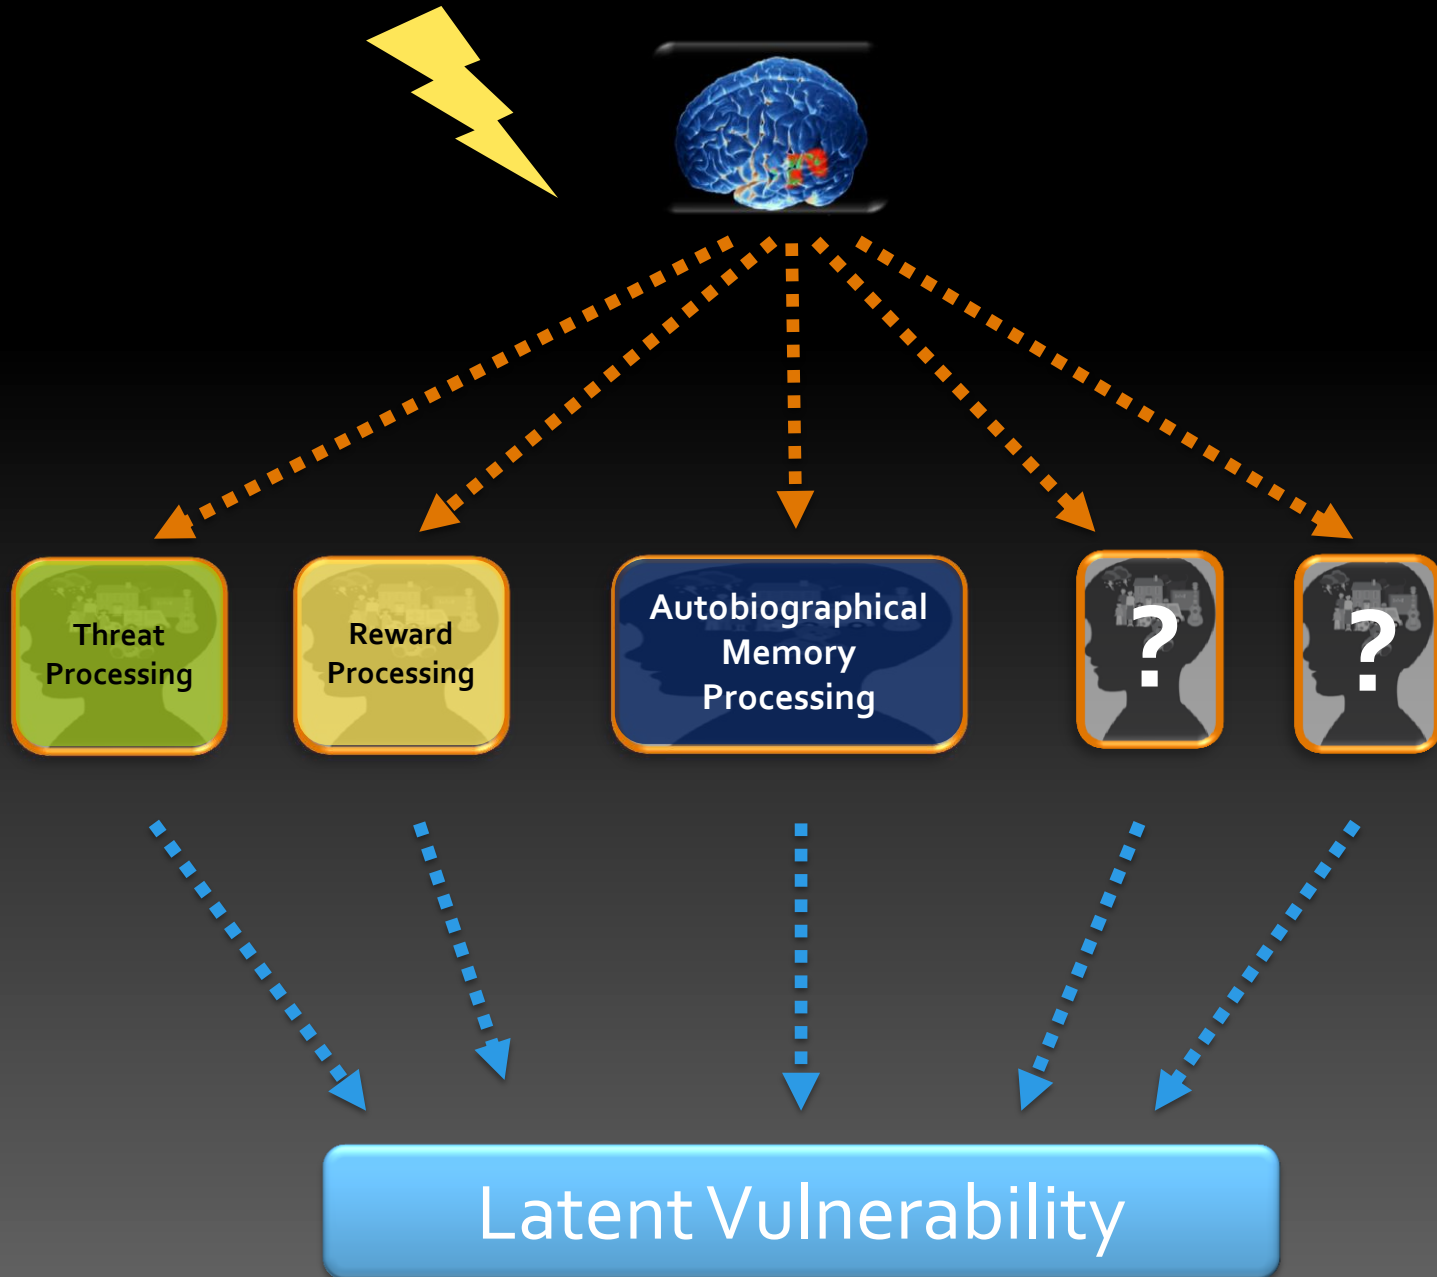 Threat
Processing
Reward
Processing
Autobiographical
Memory
Processing
?
?
Latent Vulnerability